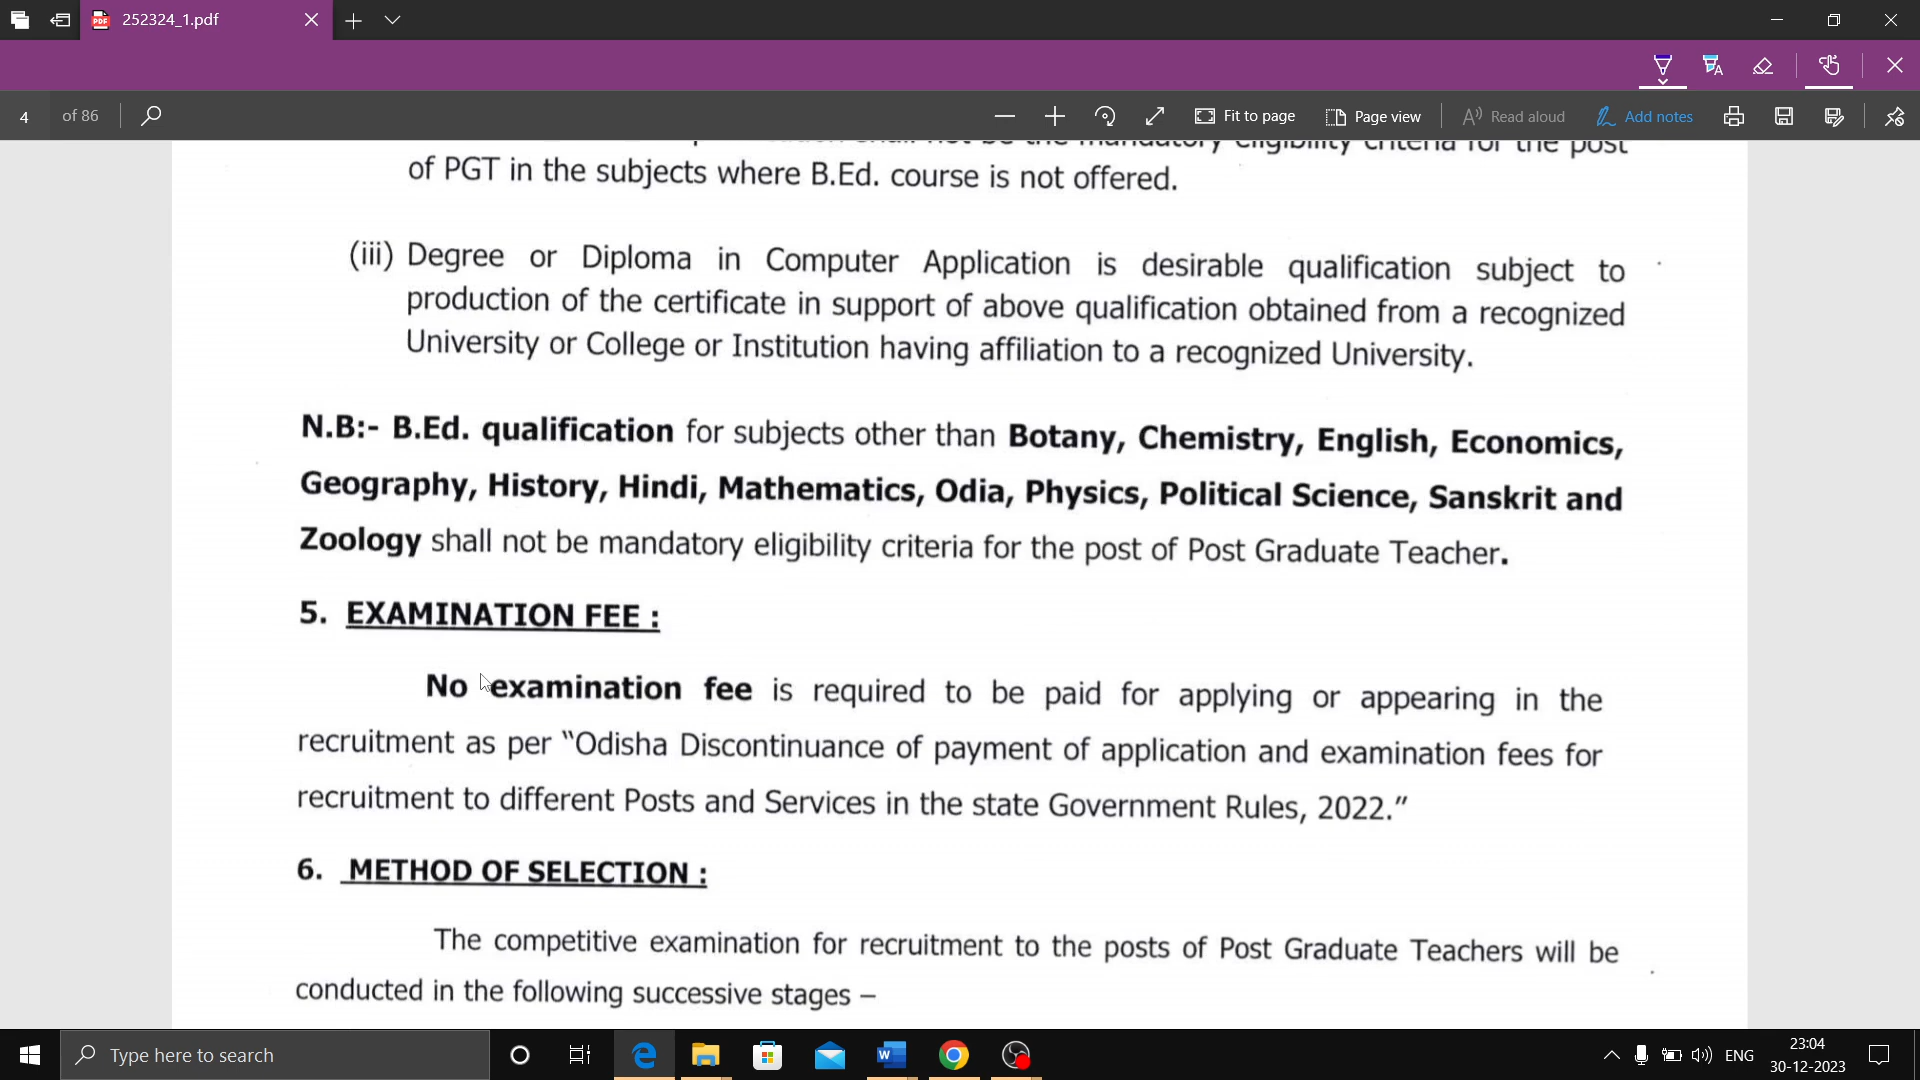 252324_1.pdf
4 of 86 Fit to page Page view Read aloud Add notes
mandatory eligibility criteria for the post
of PGT in the subjects where B.Ed. course is not offered.
(iii) Degree or Diploma in Computer Application is desirable qualification subject to
production of the certificate in support of above qualification obtained from a recognized
University or College or Institution having affiliation to a recognized University.
N.B:- B.Ed. qualification for subjects other than Botany, Chemistry, English, Economics,
Geography, History, Hindi, Mathematics, Odia, Physics, Political Science, Sanskrit and
Zoology shall not be mandatory eligibility criteria for the post of Post Graduate Teacher.
5. EXAMINATION FEE :
No examination fee is required to be paid for applying or appearing in the
recruitment as per “Odisha Discontinuance of payment of application and examination fees for
recruitment to different Posts and Services in the state Government Rules, 2022.”
6. METHOD OF SELECTION :
The competitive examination for recruitment to the posts of Post Graduate Teachers will be
conducted in the following successive stages –
Type here to search
ENG
23:04
30-12-2023